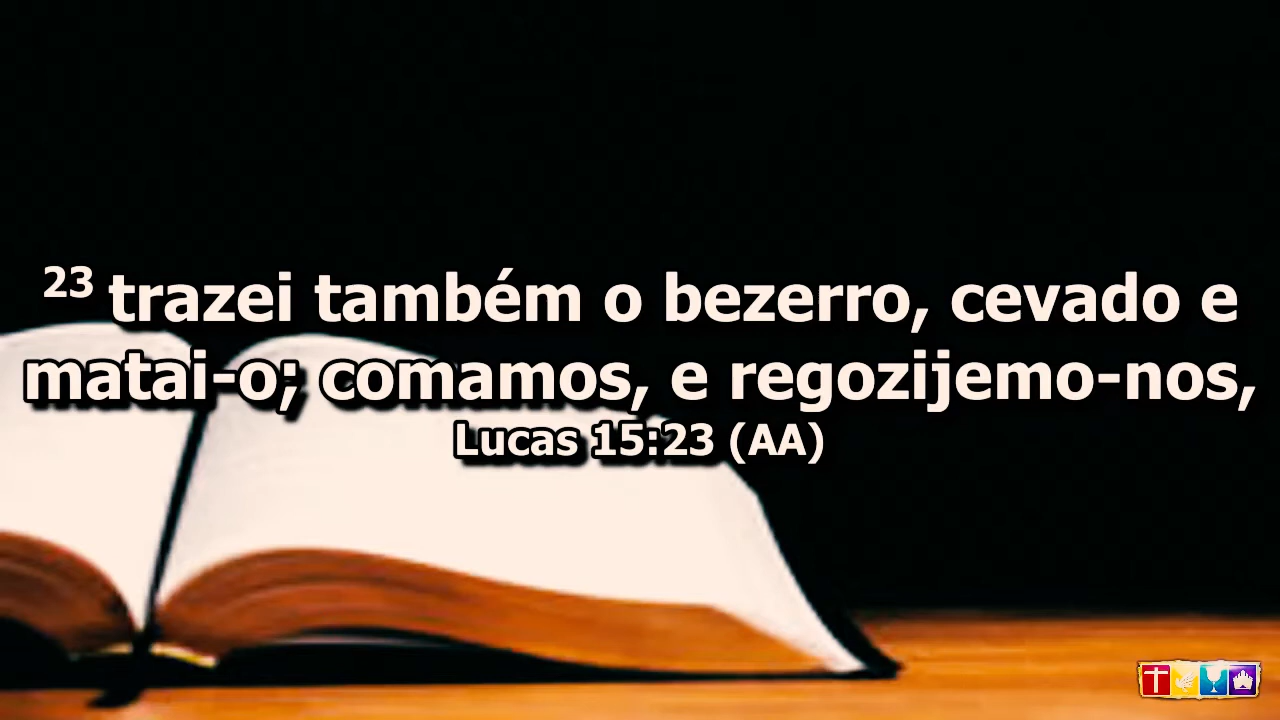 23 trazei também o bezerro, cevado e
matai-o; comamos, e regozijemo-nos,
Lucas 15:23 (AA)